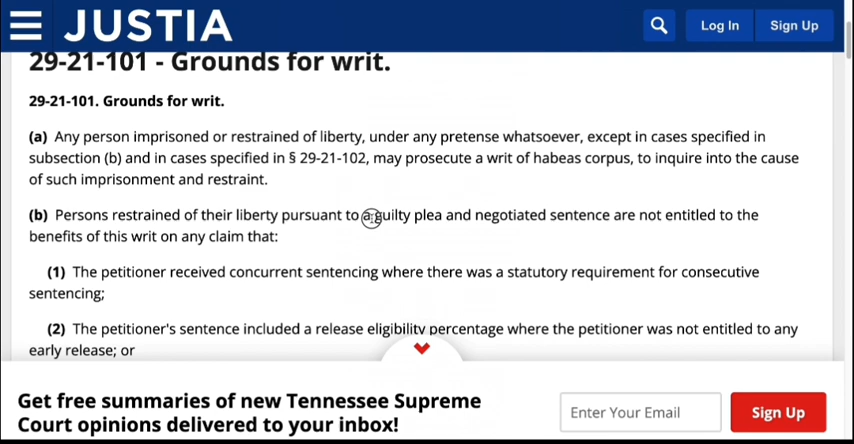 JUSTIA
Log In
Sign Up
29-21-101 - Grounds for writ.
29-21-101. Grounds for writ.
(a) Any person imprisoned or restrained of liberty, under any pretense whatsoever, except in cases specified in
subsection (b) and in cases specified in § 29-21-102, may prosecute a writ of habeas corpus, to inquire into the cause
of such imprisonment and restraint.
(b) Persons restrained of their liberty pursuant to a guilty plea and negotiated sentence are not entitled to the
benefits of this writ on any claim that:
(1) The petitioner received concurrent sentencing where there was a statutory requirement for consecutive
sentencing;
(2) The petitioner's sentence included a release eligibility percentage where the petitioner was not entitled to any
early release; or
Get free summaries of new Tennessee Supreme
Court opinions delivered to your inbox!
Enter Your Email
Sign Up